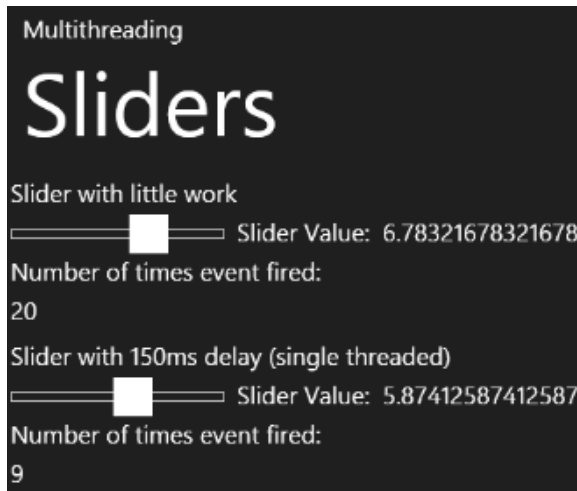 Multithreading
Sliders
Slider with little work
Slider Value: 6.78321678321678
Number of times event fired:
20
Slider with 150ms delay (single threaded)
Slider Value: 5.87412587412587
Number of times event fired:
9